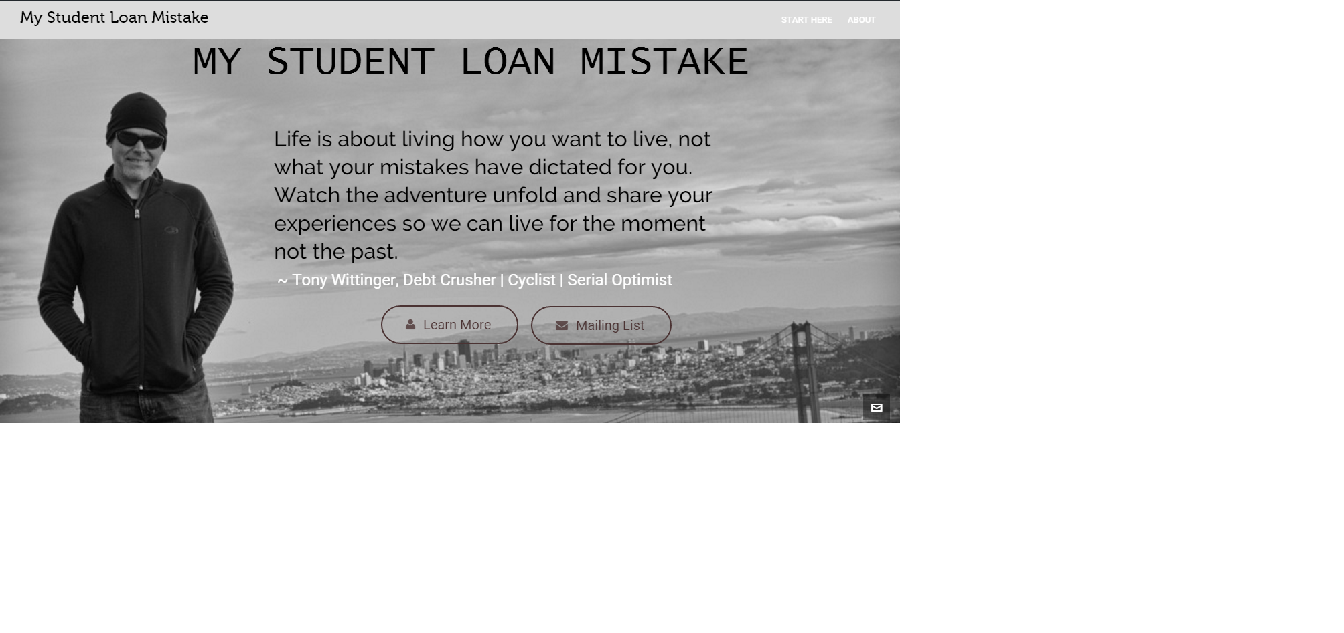 My Student Loan Mistake
START HERE ABOUT
MY STUDENT LOAN MISTAKE
Life is about living how you want to live, not
what your mistakes have dictated for you.
Watch the adventure unfold and share your
experiences so we can live for the moment
not the past.
~ Tony Wittinger, Debt Crusher | Cyclist | Serial Optimist
Learn More
Mailing List